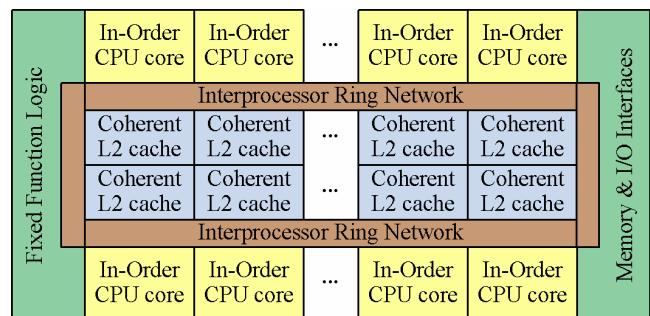 Fixed Function Logic
In-Order In-Order ... In-Order In-Order
CPU core CPU core CPU core CPU core
Interprocessor Ring Network
Coherent Coherent ... Coherent Coherent
L2 cache L2 cache L2 cache L2 cache
Coherent Coherent ... Coherent Coherent
L2 cache L2 cache L2 cache L2 cache
Interprocessor Ring Network
In-Order In-Order ... In-Order In-Order
CPU core CPU core CPU core CPU core
Memory & I/O Interfaces